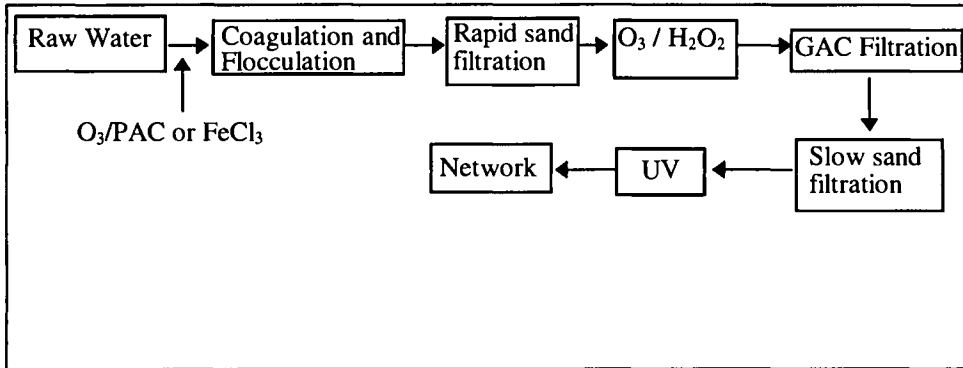 Raw Water
Coagulation and
Flocculation
Rapid sand
filtration
O₃ / H₂O₂
GAC Filtration
O₃/PAC or FeCl₃
Network
UV
Slow sand
filtration